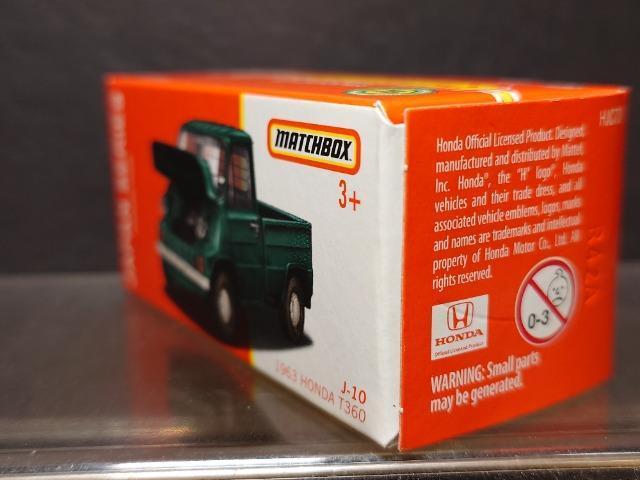 MATCHBOX
3+
J-10
1963 HONDA T360
Honda Official Licensed Product. Designed,
manufactured and distributed by Mattel,
Inc. Honda®, the "H" logo®, Honda
vehicles and their trade dress, and all
associated vehicle emblems, logos, marks
and names are trademarks and intellectual
property of Honda Motor Co., Ltd. All
rights reserved.
HONDA
Official Licensed Product
0-3
WARNING: Small parts
may be generated.